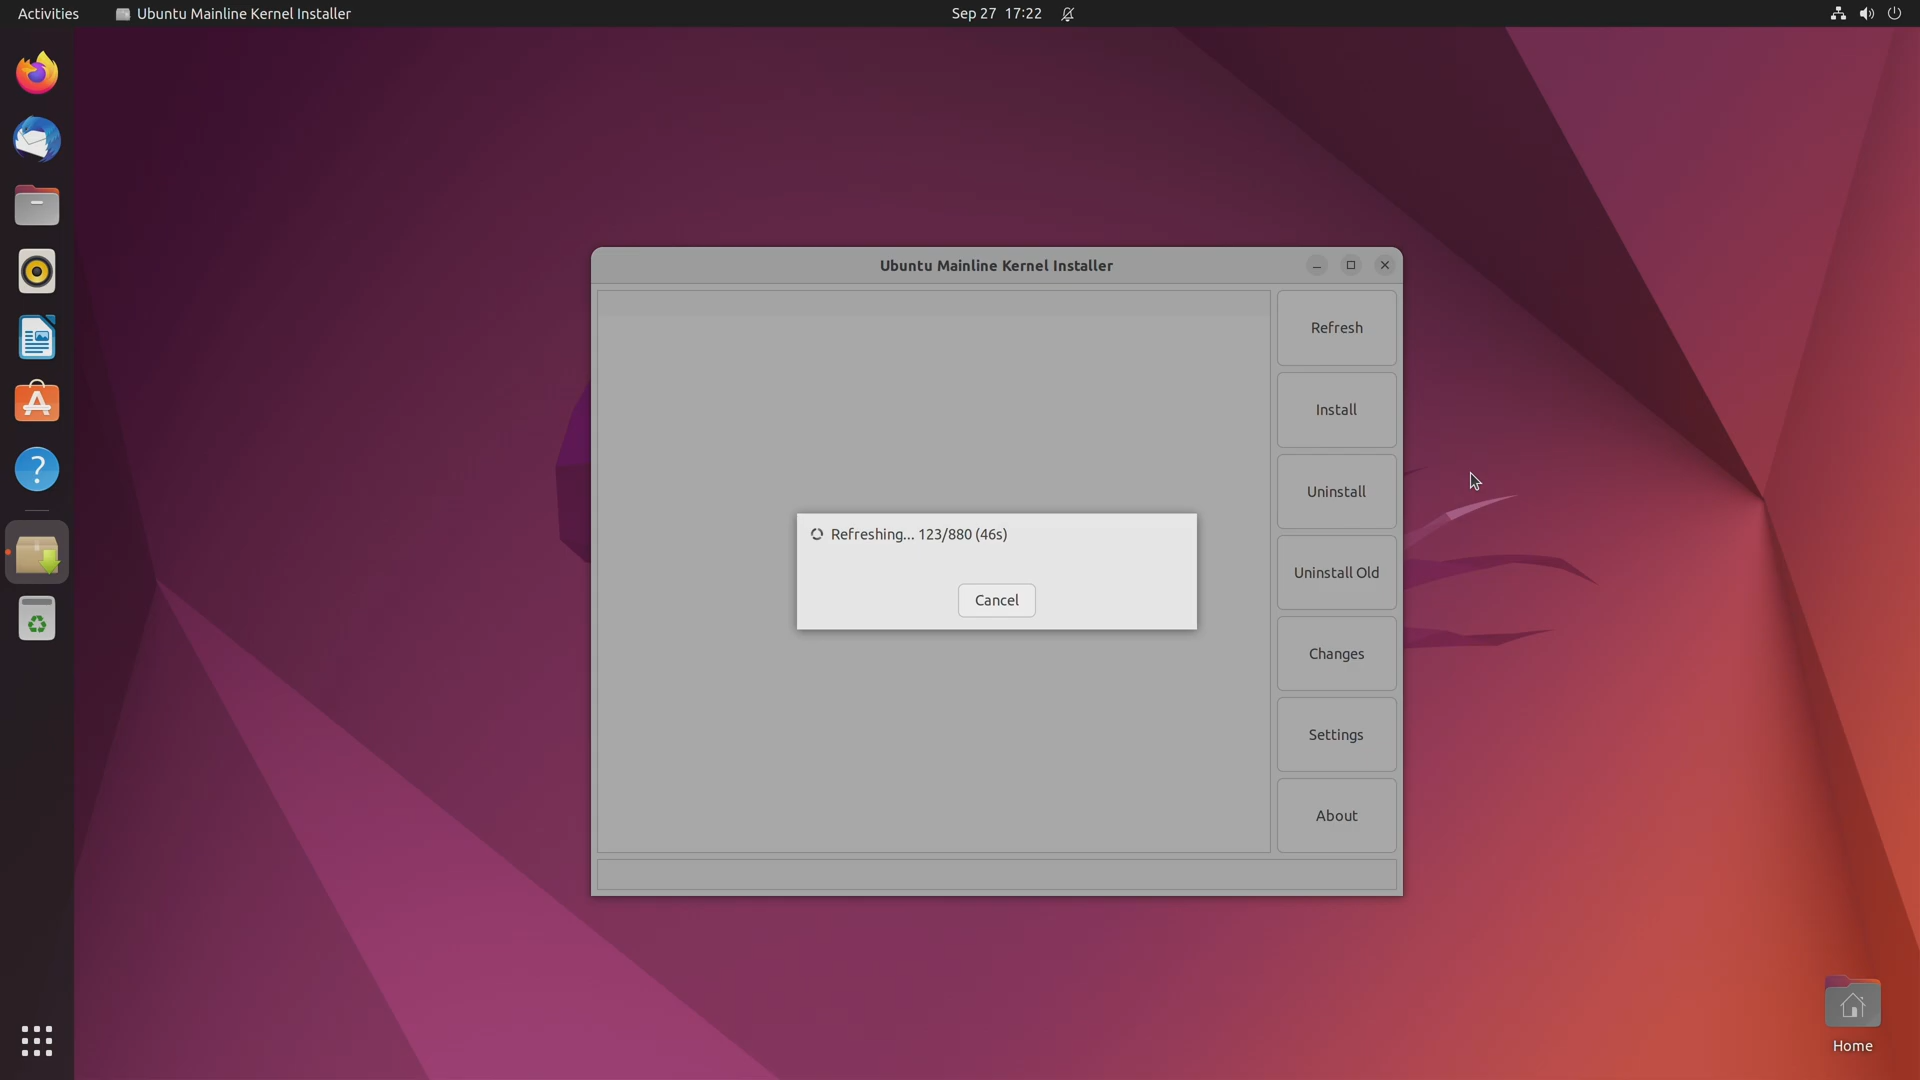 Activities
Ubuntu Mainline Kernel Installer
Sep 27 17:22
Ubuntu Mainline Kernel Installer
Refresh
Install
Uninstall
Refreshing... 123/880 (46s)
Cancel
Uninstall Old
Changes
Settings
About
Home